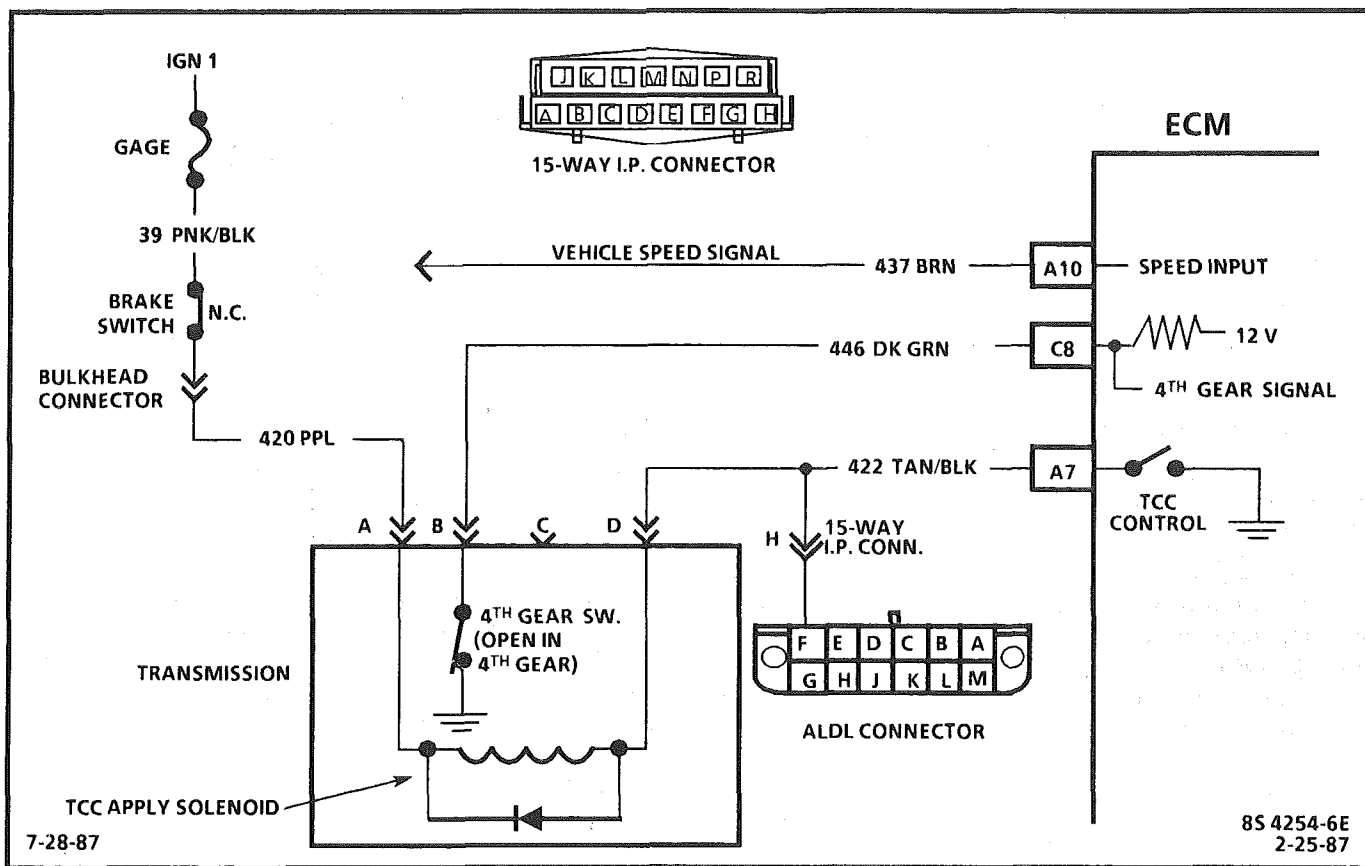 IGN 1
GAGE
39 PNK/BLK
BRAKE
SWITCH
N.C.
BULKHEAD
CONNECTOR
420 PPL
J K L M N P R
A B C D E F G H
15-WAY I.P. CONNECTOR
ECM
VEHICLE SPEED SIGNAL
437 BRN
A10
SPEED INPUT
446 DK GRN
C8
12 V
4TH GEAR SIGNAL
422 TAN/BLK
A7
TCC
CONTROL
A B C D
H
15-WAY
I.P. CONN.
4TH GEAR SW.
(OPEN IN
4TH GEAR)
TRANSMISSION
F E D C B A
G H J K L M
ALDL CONNECTOR
TCC APPLY SOLENOID
7-28-87
8S 4254-6E
2-25-87